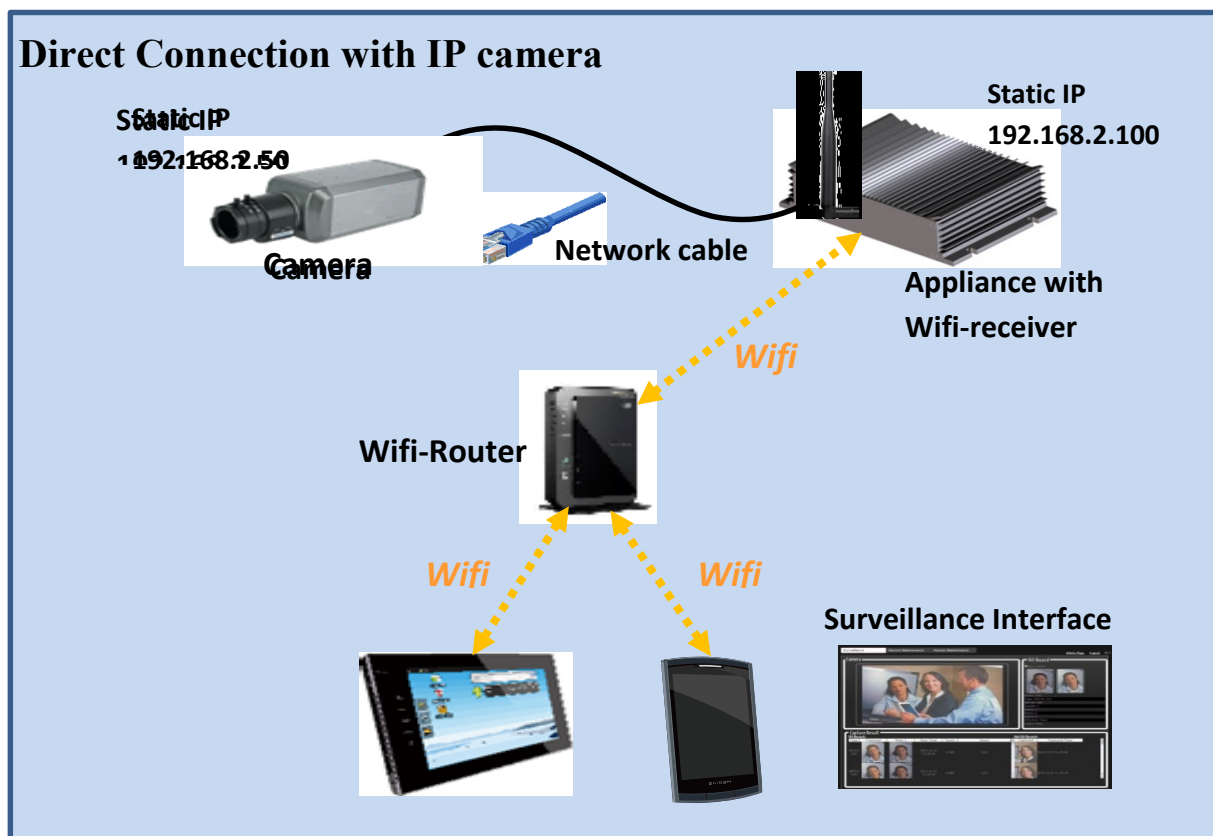 Direct Connection with IP camera
Static IP
192.168.2.50
Static IP
192.168.2.100
Camera
Network cable
Appliance with
Wifi-receiver
Wifi
Wifi-Router
Wifi
Wifi
Surveillance Interface